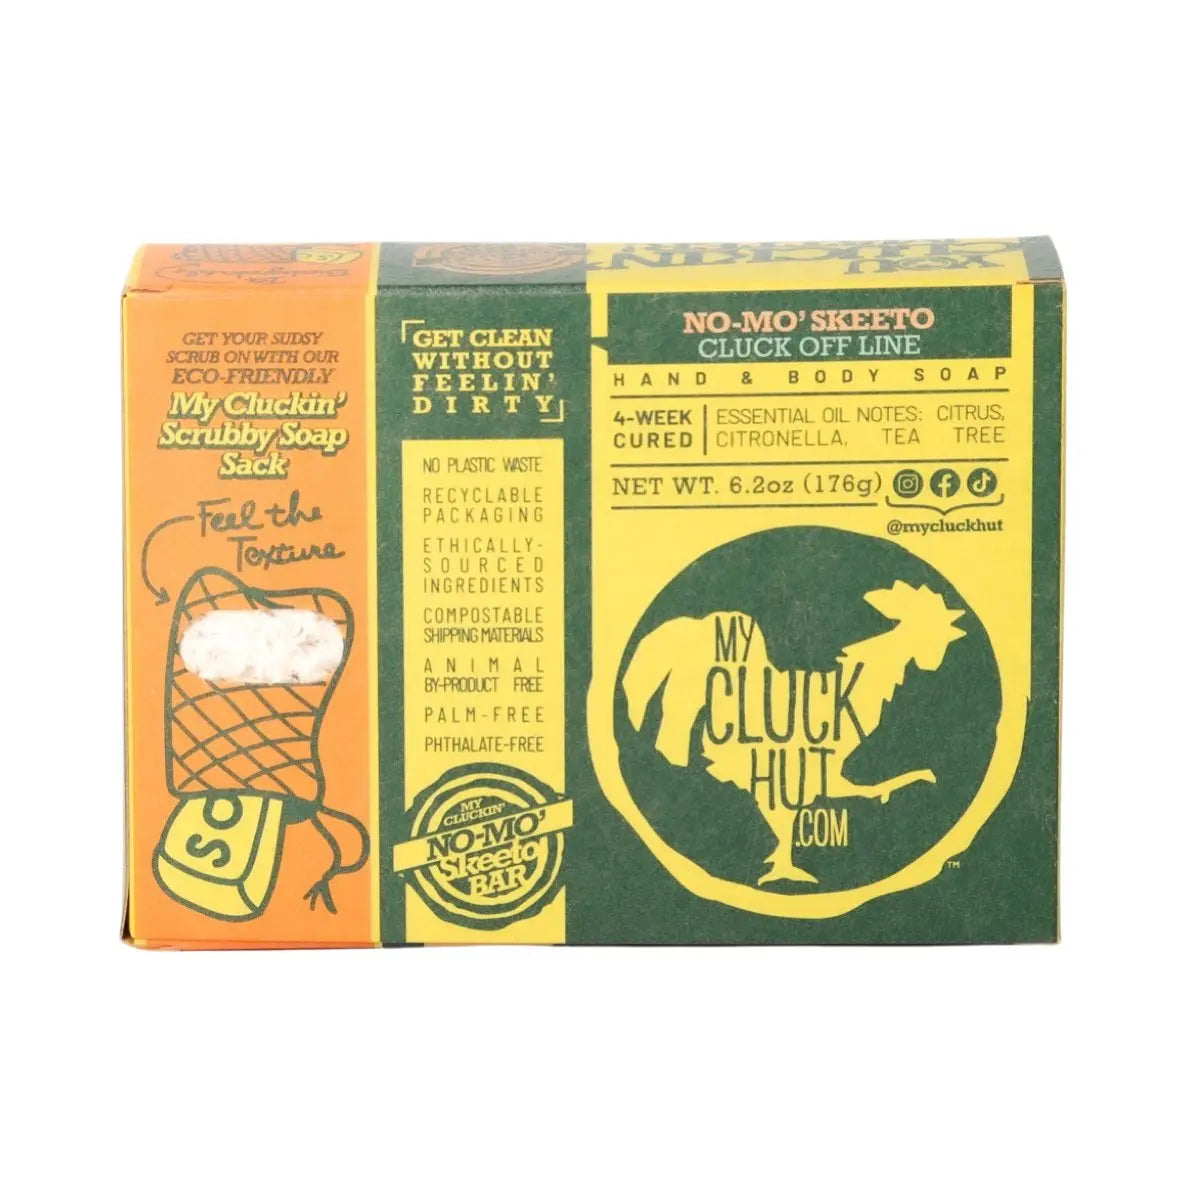 GET YOUR SUDSY
SCRUB ON WITH OUR
ECO-FRIENDLY
My Cluckin'
Scrubby Soap
Sack
Feel the
Texture
SO
GET CLEAN
WITHOUT
FEELIN'
DIRTY
NO PLASTIC WASTE
RECYCLABLE
PACKAGING
ETHICALLY-
SOURCED
INGREDIENTS
COMPOSTABLE
SHIPPING MATERIALS
ANIMAL
BY-PRODUCT FREE
PALM-FREE
PHTHALATE-FREE
MY
CLUCKIN'
NO-MO'
Skeeto
BAR
NO-MO' SKEETO
CLUCK OFF LINE
HAND & BODY SOAP
4-WEEK
CURED
ESSENTIAL OIL NOTES: CITRUS,
CITRONELLA, TEA TREE
NET WT. 6.2oz (176g)
@mycluckhut
MY
CLUCK
HUT
.COM
TM